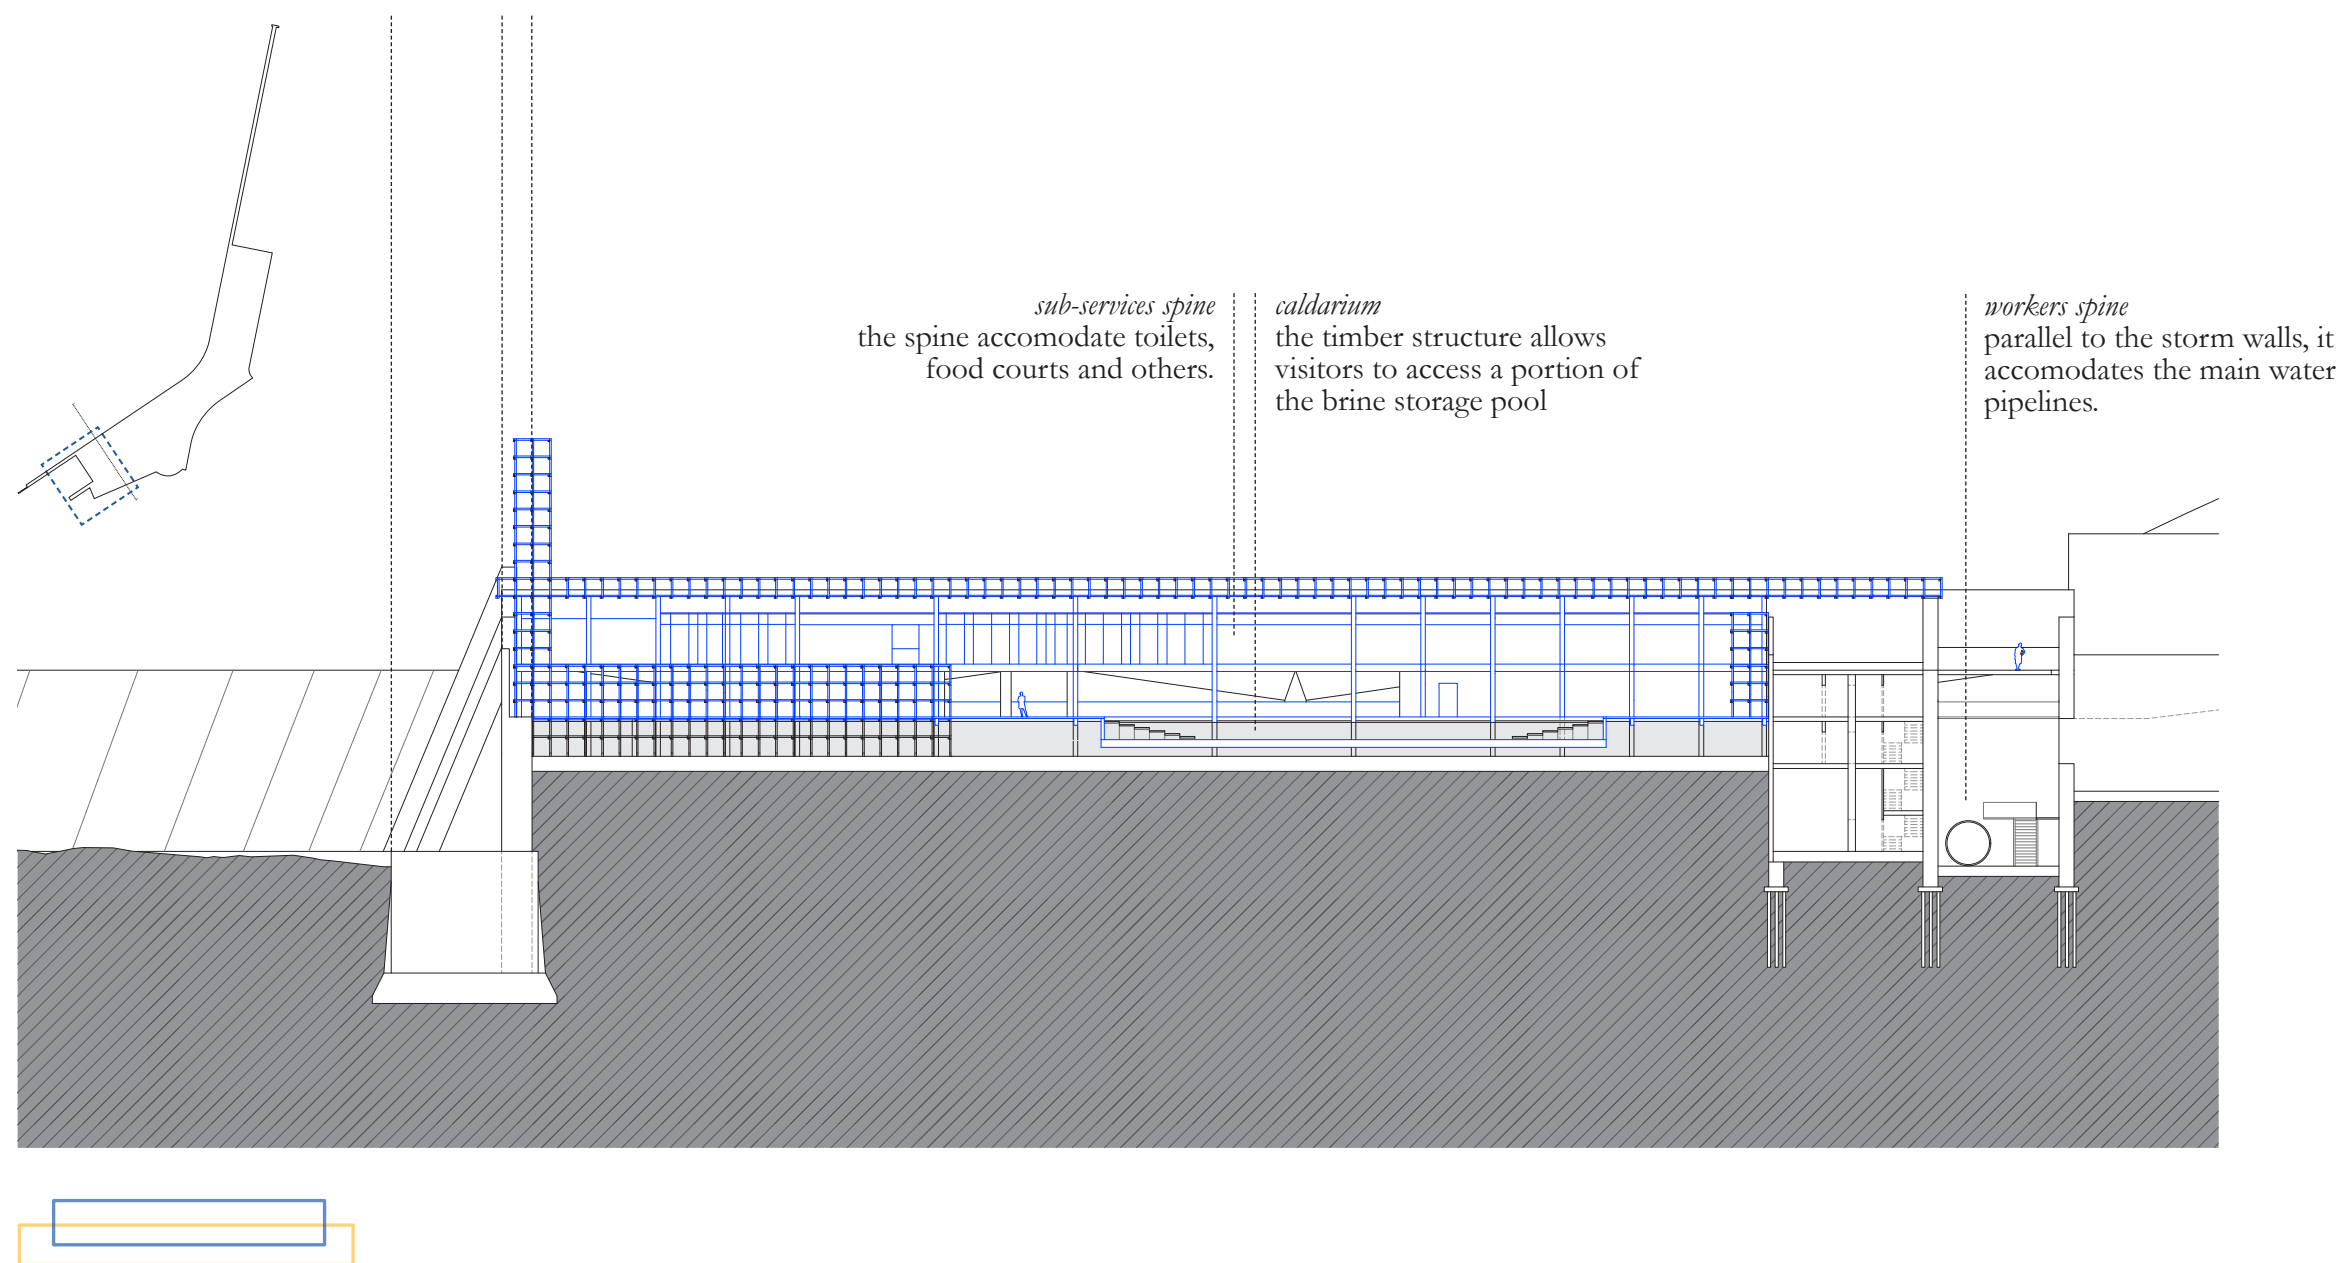 sub-services spine
the spine accomodate toilets,
food courts and others.
caldarium
the timber structure allows
visitors to access a portion of
the brine storage pool
workers spine
parallel to the storm walls, it
accomodates the main water
pipelines.